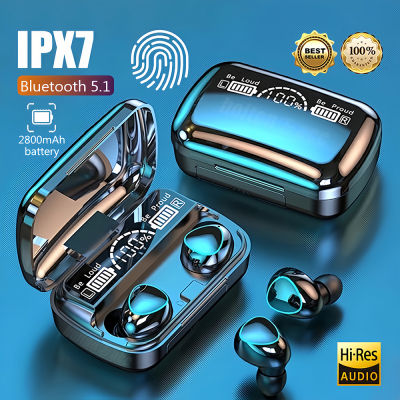 IPX7
Bluetooth 5.1
2800mAh
battery
BEST
SELLER
100%
Be Loud
Be Proud
L
100%
R
Be Proud
R
100%
L
Be Loud
Hi-Res
AUDIO